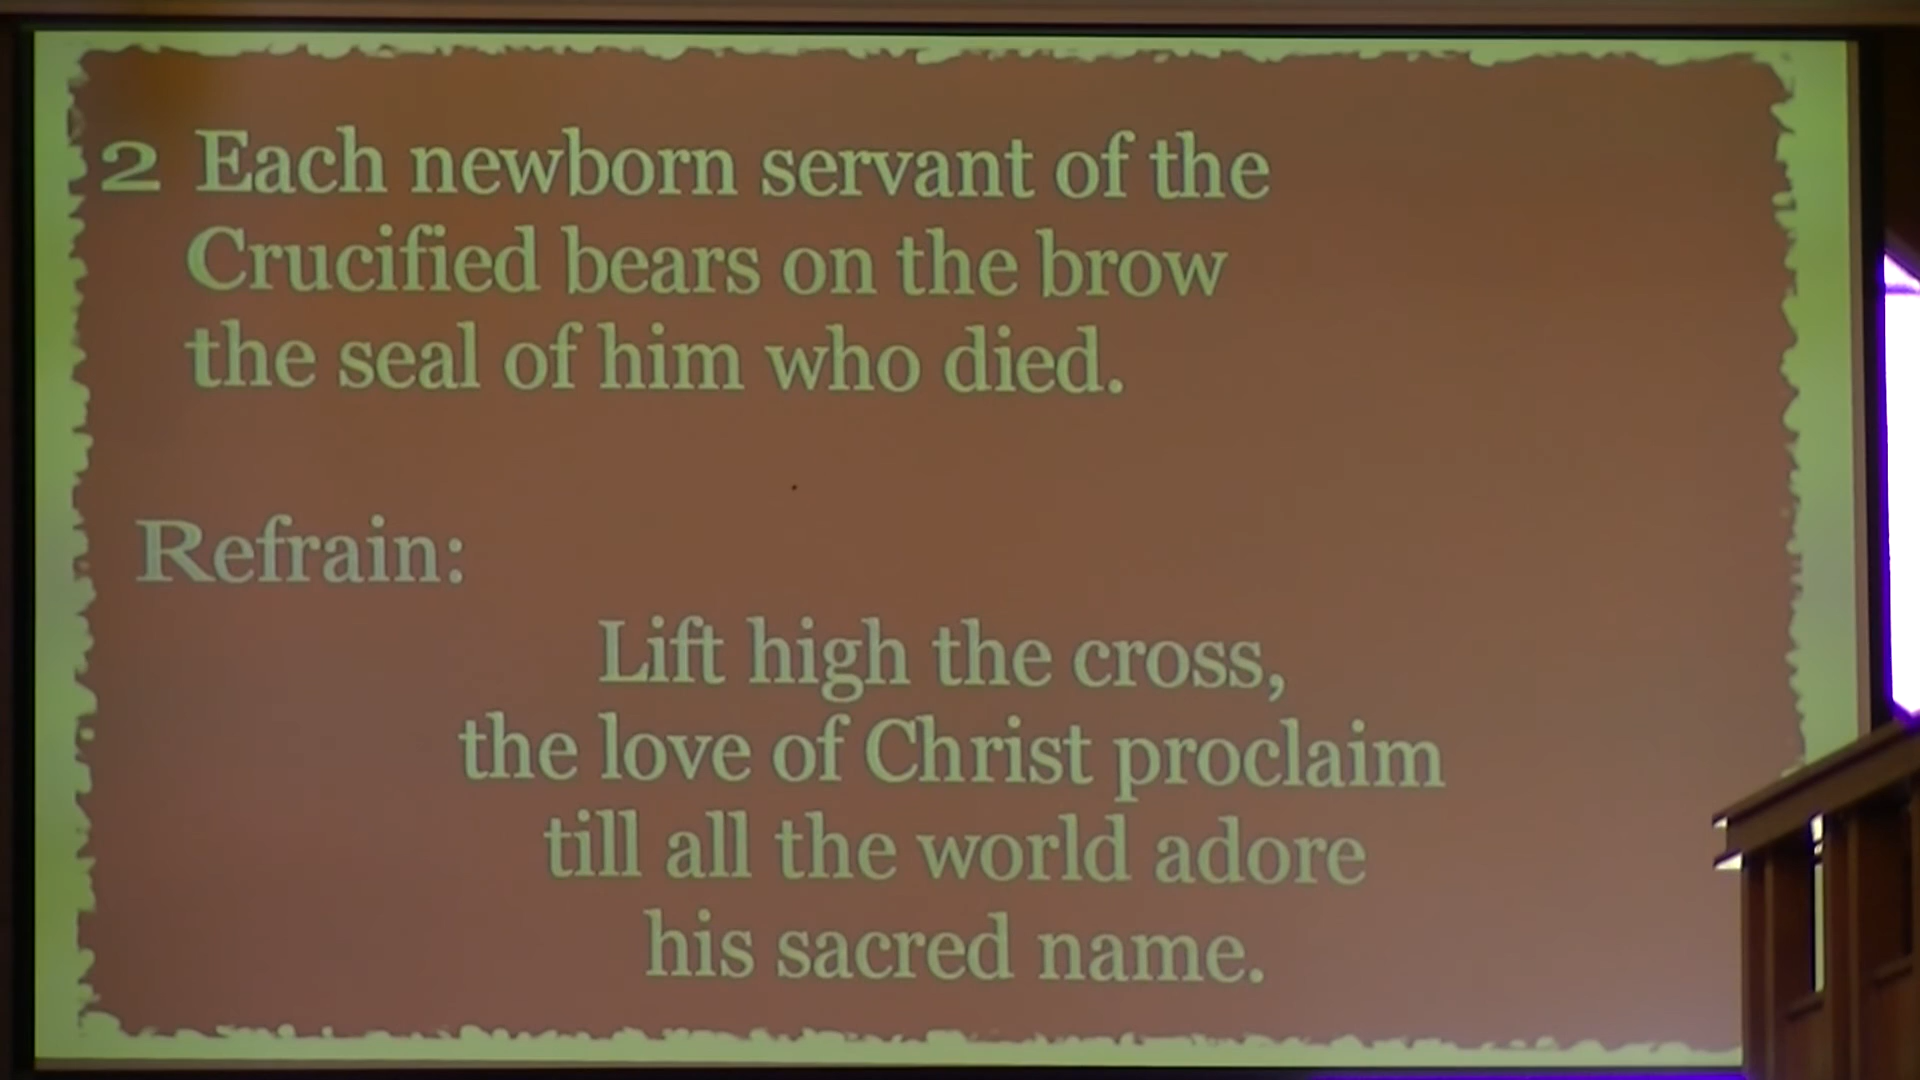 2 Each newborn servant of the
Crucified bears on the brow
the seal of him who died.
Refrain:
Lift high the cross,
the love of Christ proclaim
till all the world adore
his sacred name.